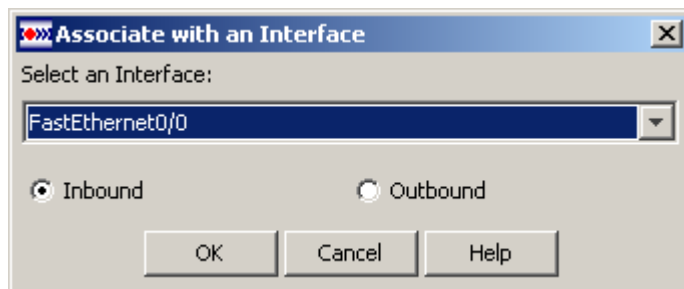 Associate with an Interface
Select an Interface:
FastEthernet0/0
Inbound Outbound
OK Cancel Help